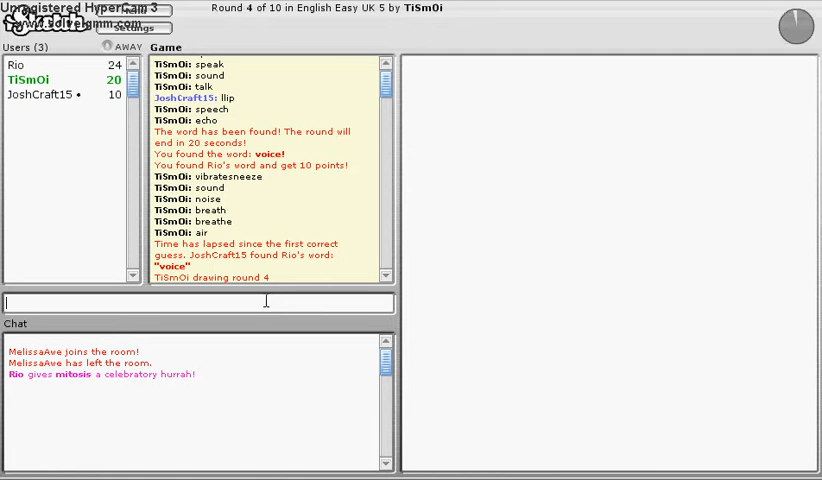 Unregistered HyperCam 3
www.solveigmm.com
Settings
Round 4 of 10 in English Easy UK 5 by TiSmOi
Users (3)
AWAY
Game
Rio 24
TiSmOi 20
JoshCraft15 • 10
TiSmOi: speak
TiSmOi: sound
TiSmOi: talk
JoshCraft15: llip
TiSmOi: speech
TiSmOi: echo
The word has been found! The round will
end in 20 seconds!
You found the word: voice!
You found Rio's word and get 10 points!
TiSmOi: vibratesneeze
TiSmOi: sound
TiSmOi: noise
TiSmOi: breath
TiSmOi: breathe
TiSmOi: air
Time has lapsed since the first correct
guess. JoshCraft15 found Rio's word:
"voice"
TiSmOi drawing round 4
Chat
MelissaAwe joins the room!
MelissaAwe has left the room.
Rio gives mitosis a celebratory hurrah!